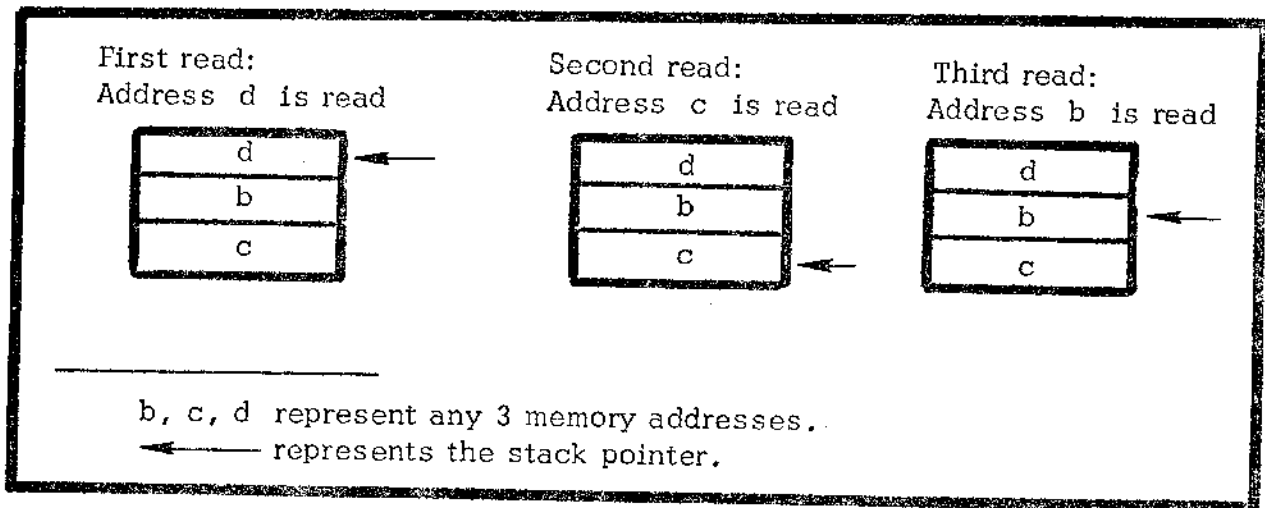 First read:
Address d is read
d
b
c
Second read:
Address c is read
d
b
c
Third read:
Address b is read
d
b
c
b, c, d represent any 3 memory addresses.
represents the stack pointer.